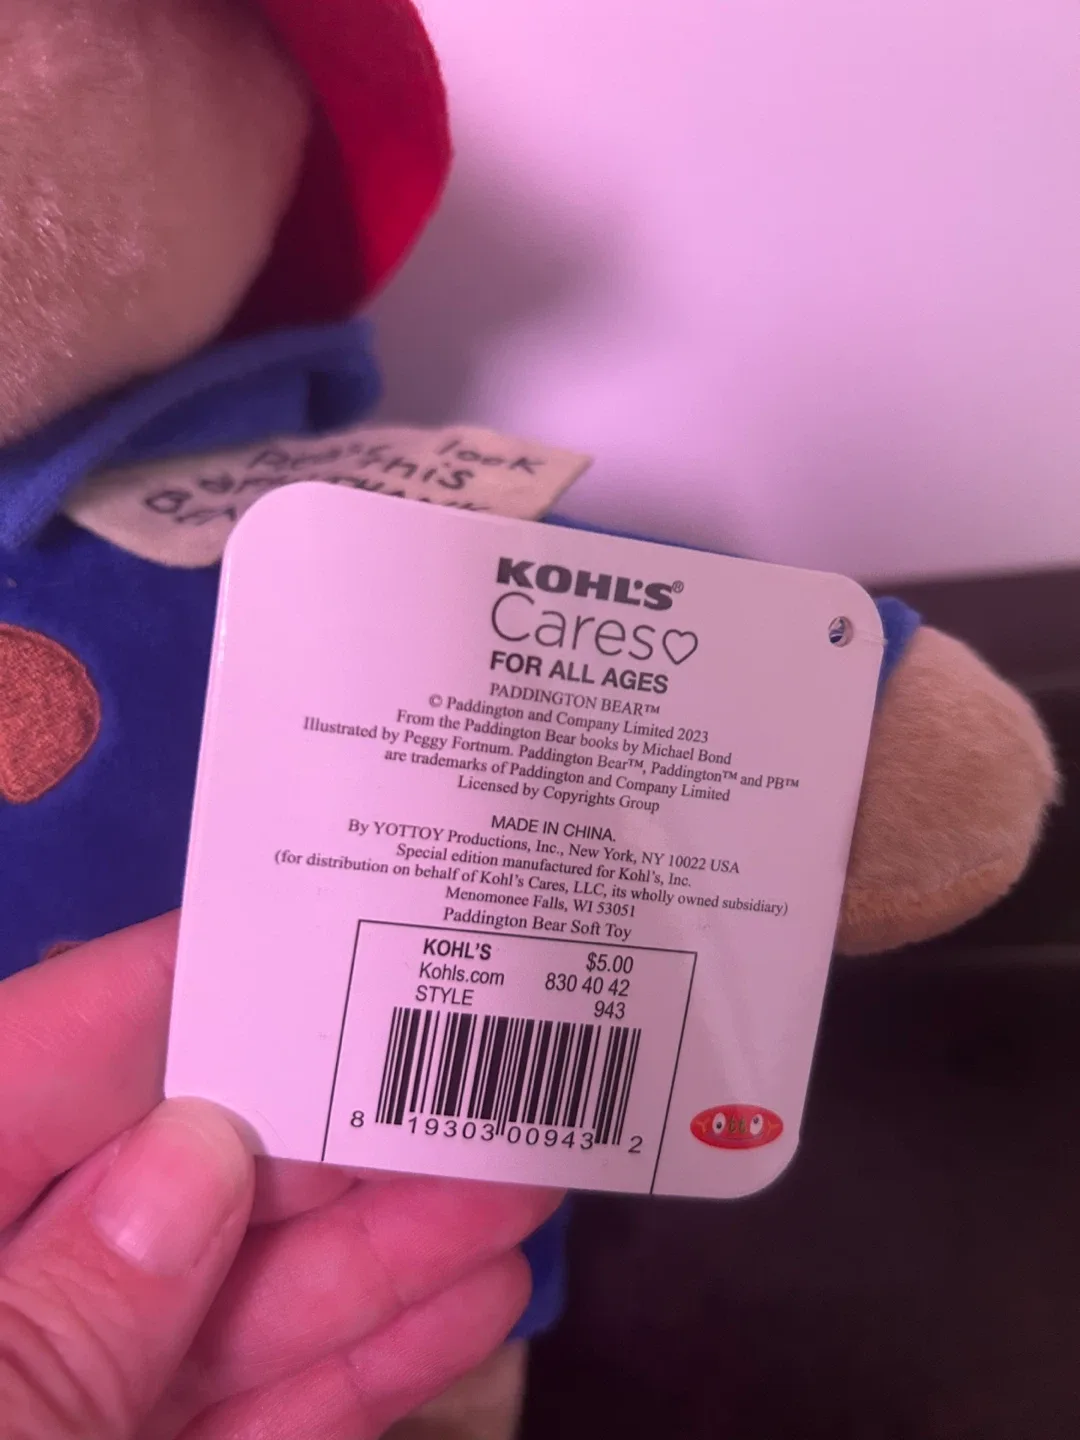 Please look
this
KOHL'S®
Cares♡
FOR ALL AGES
PADDINGTON BEAR™
© Paddington and Company Limited 2023
From the Paddington Bear books by Michael Bond
Illustrated by Peggy Fortnum. Paddington Bear™, Paddington™ and PB™
are trademarks of Paddington and Company Limited
Licensed by Copyrights Group
MADE IN CHINA.
By YOTTOY Productions, Inc., New York, NY 10022 USA
Special edition manufactured for Kohl's, Inc.
(for distribution on behalf of Kohl's Cares, LLC, its wholly owned subsidiary)
Menomonee Falls, WI 53051
Paddington Bear Soft Toy
KOHL'S $5.00
Kohls.com 830 40 42
STYLE 943
8 19303 00943 2